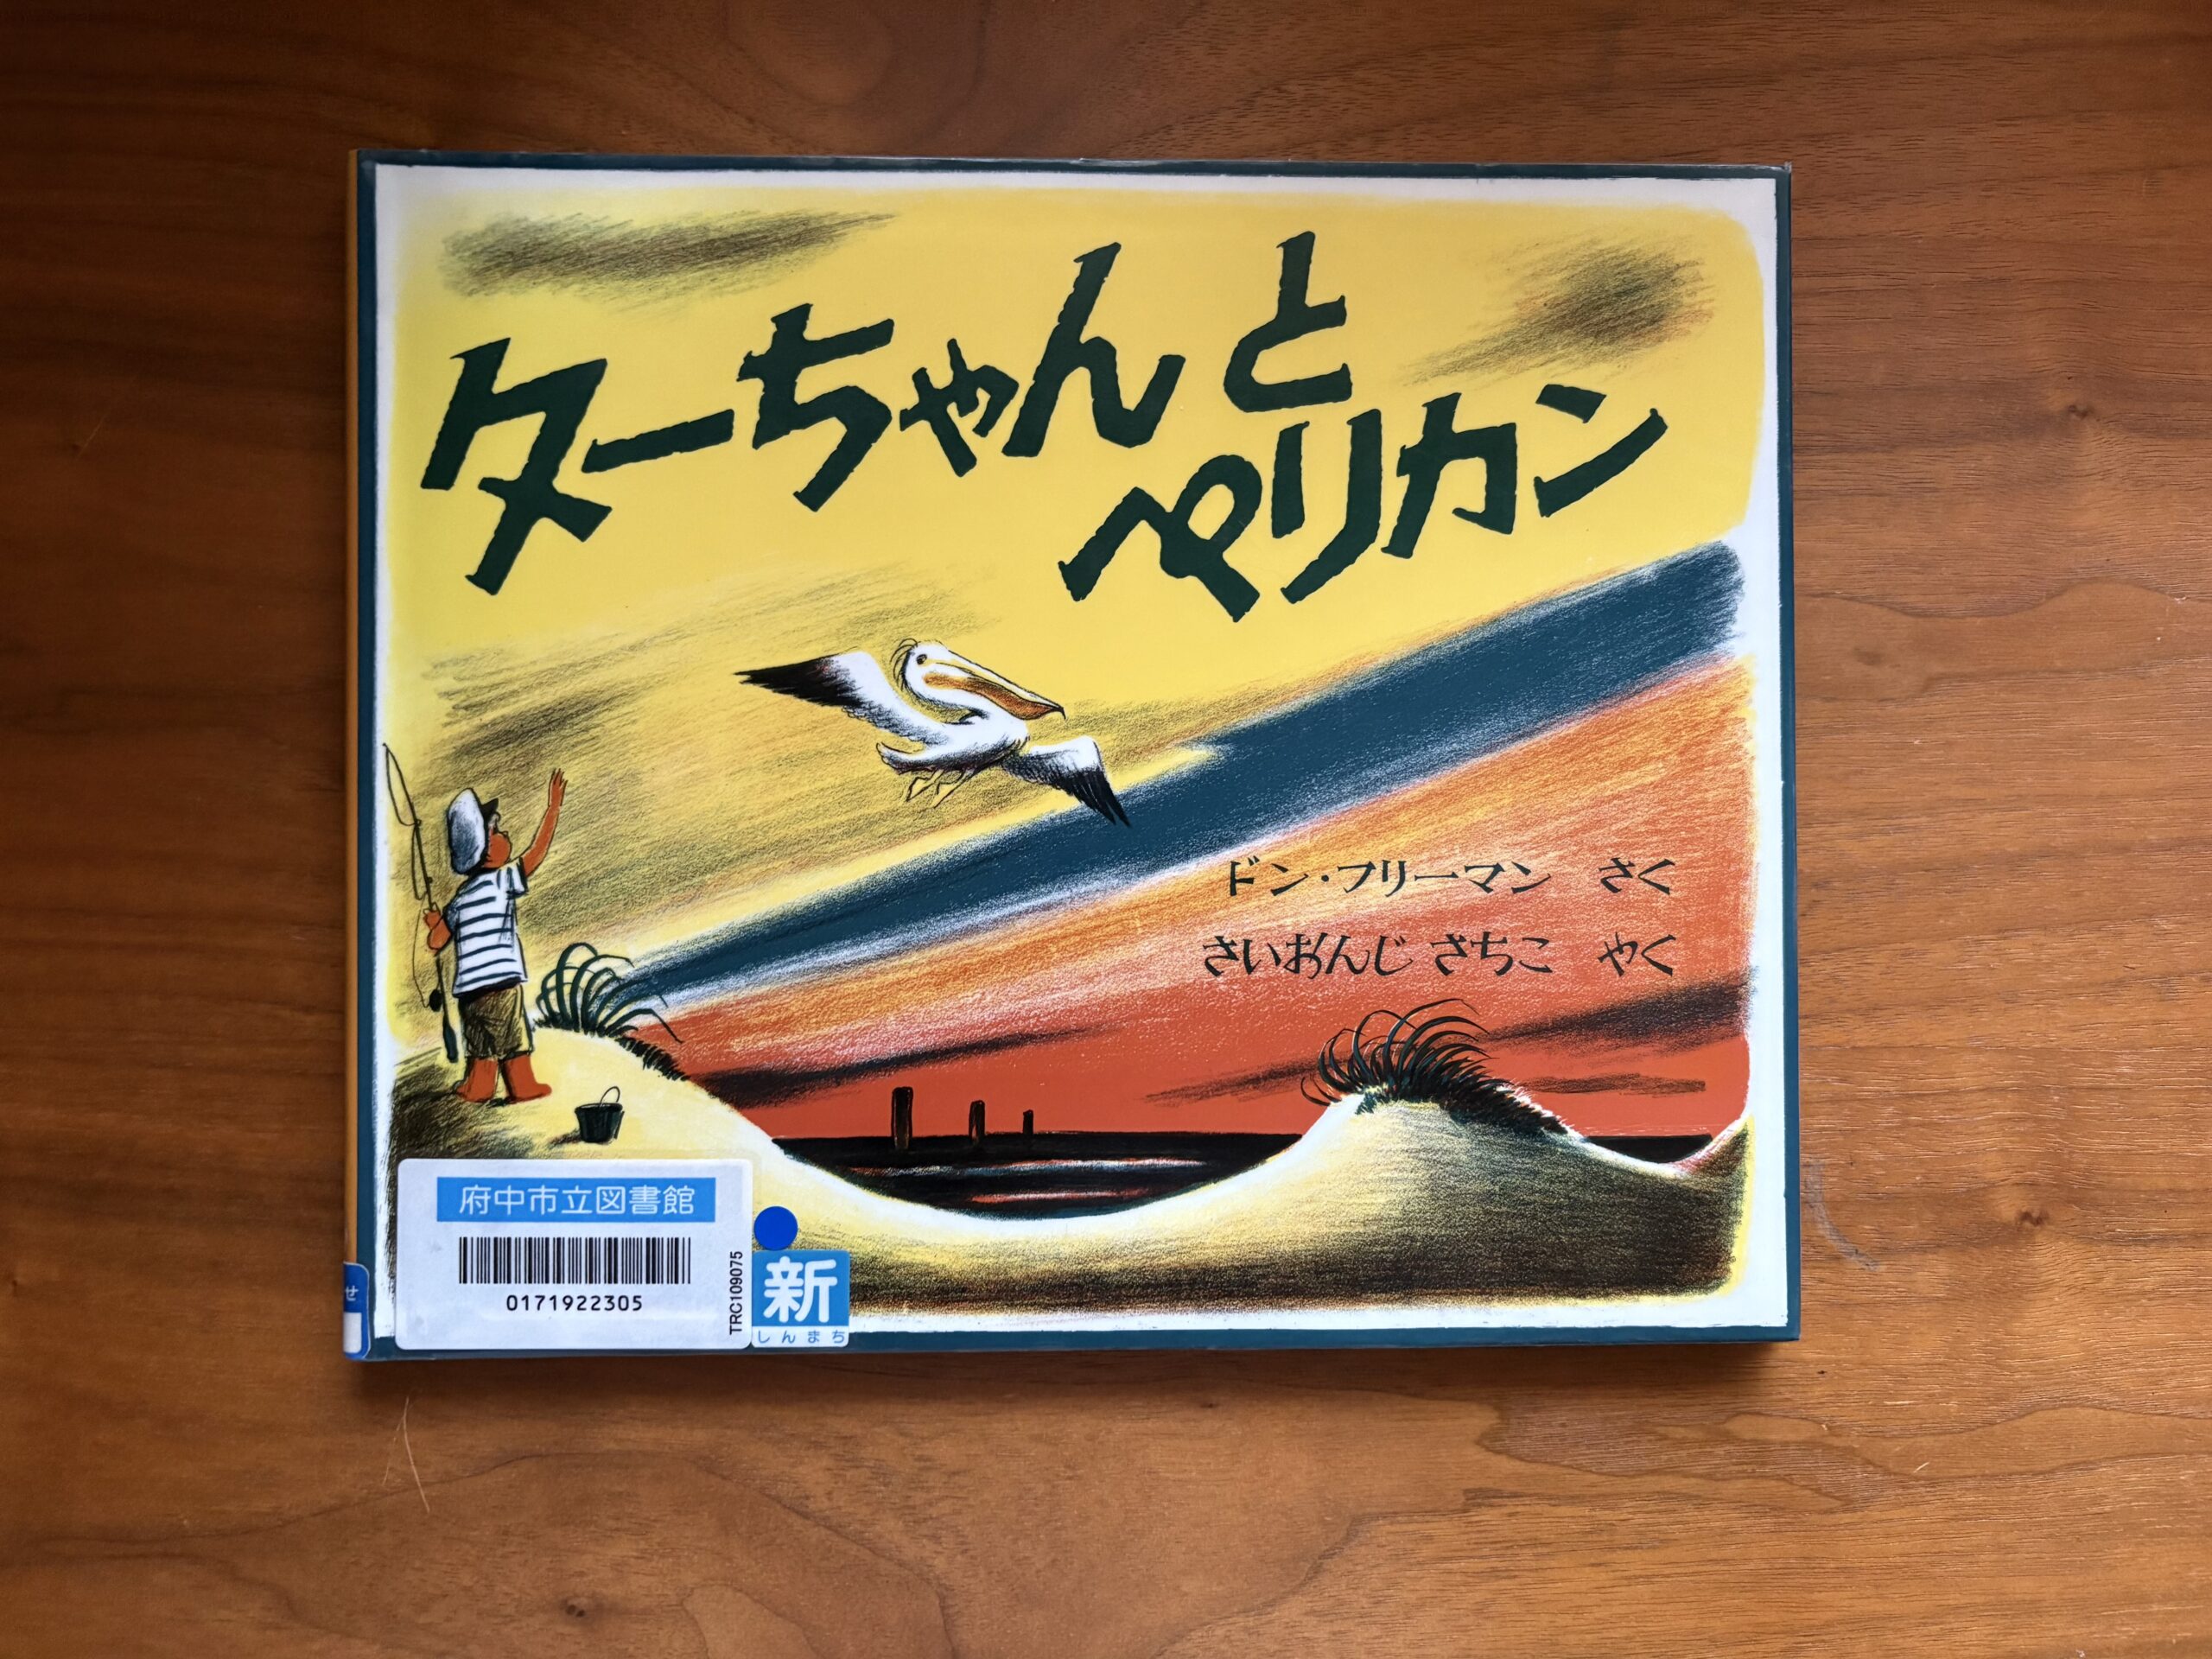 ターちゃんと
ペリカン
ドン・フリーマン さく
さいおんじ さちこ やく
府中市立図書館
0171922305
TRC109075
新
しんまち
せ